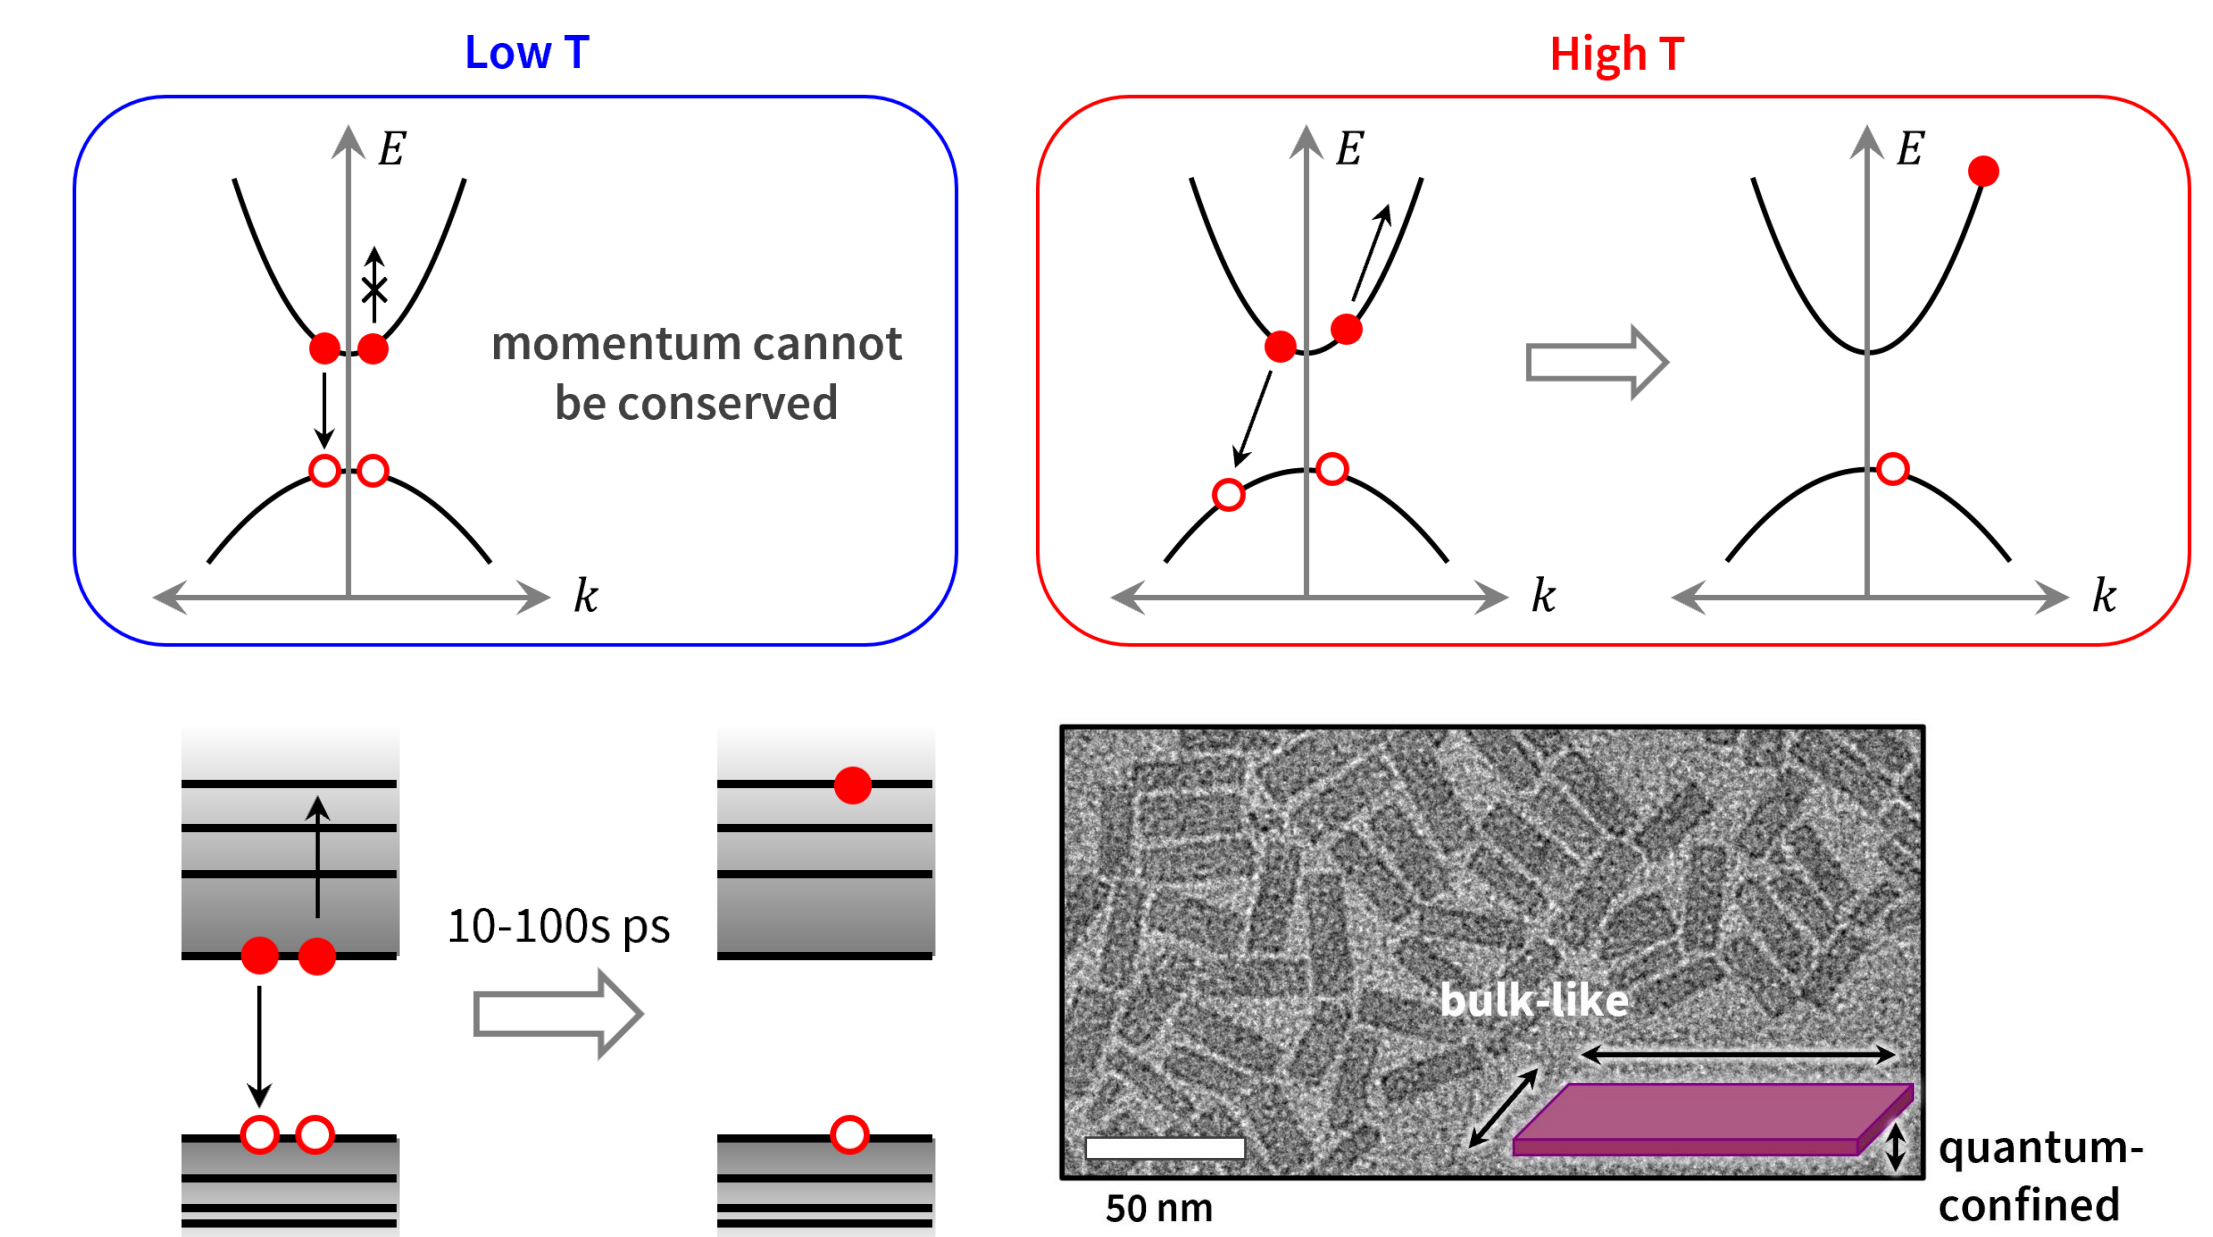 Low T
High T
E
momentum cannot
be conserved
k
E
k
E
k
10-100s ps
bulk-like
50 nm
quantum-
confined